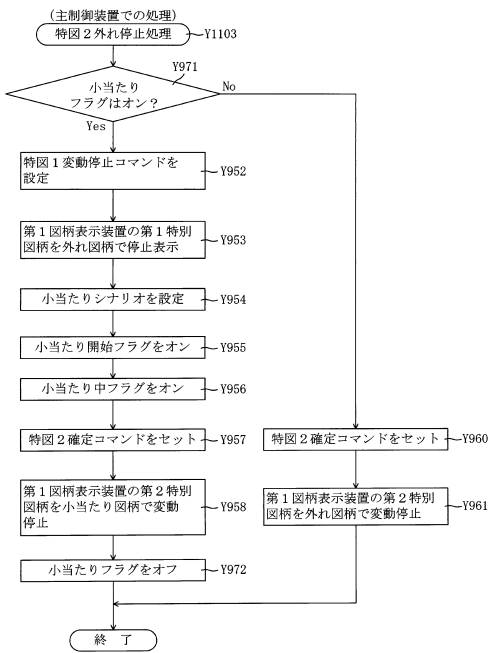 (主制御装置での処理)
特図2外れ停止処理
Y1103
小当たり
フラグはオン?
Y971
No
Yes
特図1変動停止コマンドを
設定
Y952
第1図柄表示装置の第1特別
図柄を外れ図柄で停止表示
Y953
小当たりシナリオを設定
Y954
小当たり開始フラグをオン
Y955
小当たり中フラグをオン
Y956
特図2確定コマンドをセット
Y957
特図2確定コマンドをセット
Y960
第1図柄表示装置の第2特別
図柄を小当たり図柄で変動
停止
Y958
第1図柄表示装置の第2特別
図柄を外れ図柄で変動停止
Y961
小当たりフラグをオフ
Y972
終 了